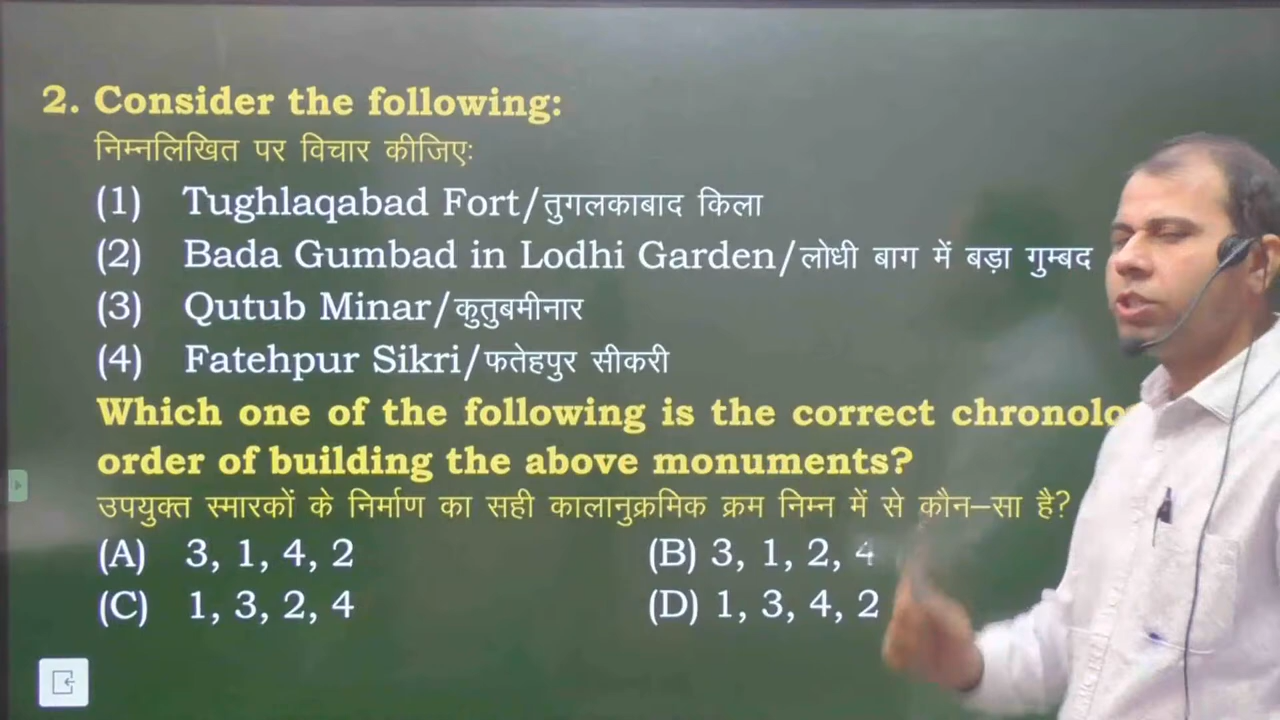 2. Consider the following:
निम्नलिखित पर विचार कीजिएः
(1) Tughlaqabad Fort/तुगलकाबाद किला
(2) Bada Gumbad in Lodhi Garden/लोधी बाग में बड़ा गुम्बद
(3) Qutub Minar/कुतुबमीनार
(4) Fatehpur Sikri/फतेहपुर सीकरी
Which one of the following is the correct
order of building the above monuments?
उपयुक्त स्मारकों के निर्माण का सही कालानुक्रमिक क्रम निम्न में से कौन–सा है?
(A) 3, 1, 4, 2 (B) 3, 1, 2, 4
(C) 1, 3, 2, 4 (D) 1, 3, 4, 2